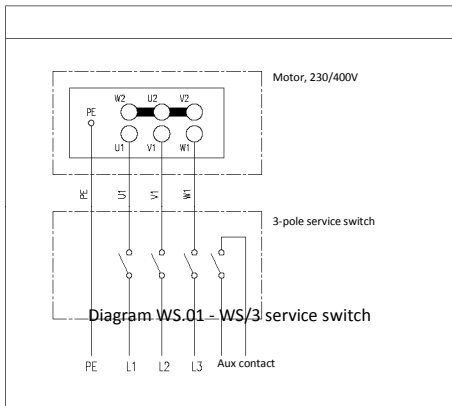 Motor, 230/400V
W2 U2 V2
PE
U1 V1 W1
PE U1 V1 W1
3-pole service switch
Diagram WS.01 - WS/3 service switch
PE L1 L2 L3 Aux contact